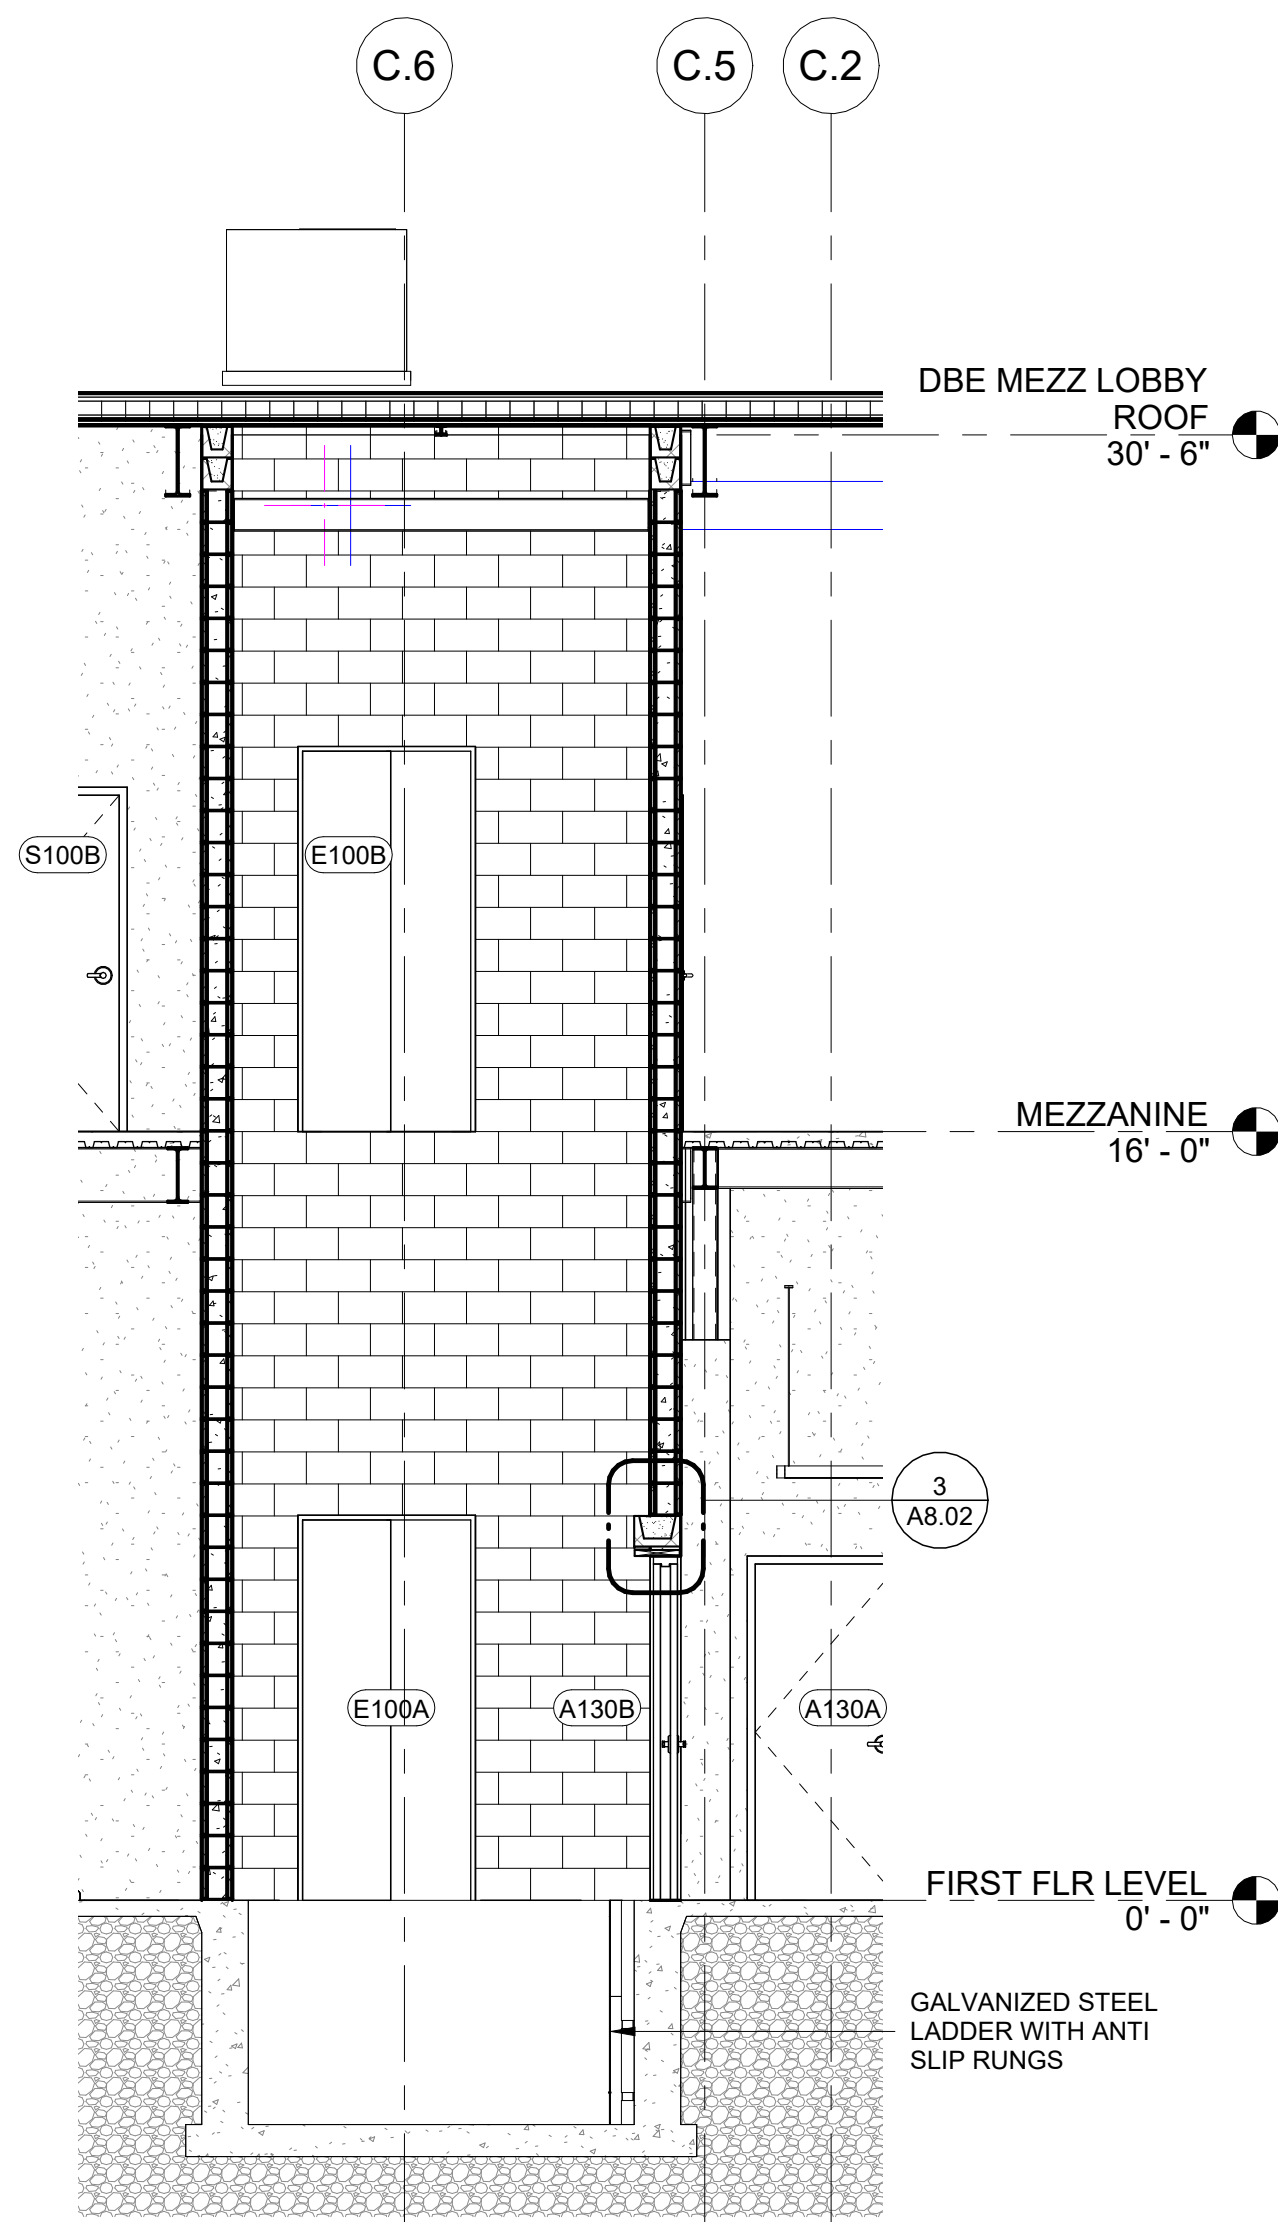 C.6
C.5
C.2
DBE MEZZ LOBBY
ROOF
30' - 6"
S100B
E100B
MEZZANINE
16' - 0"
3
A8.02
E100A
A130B
A130A
FIRST FLR LEVEL
0' - 0"
GALVANIZED STEEL
LADDER WITH ANTI
SLIP RUNGS